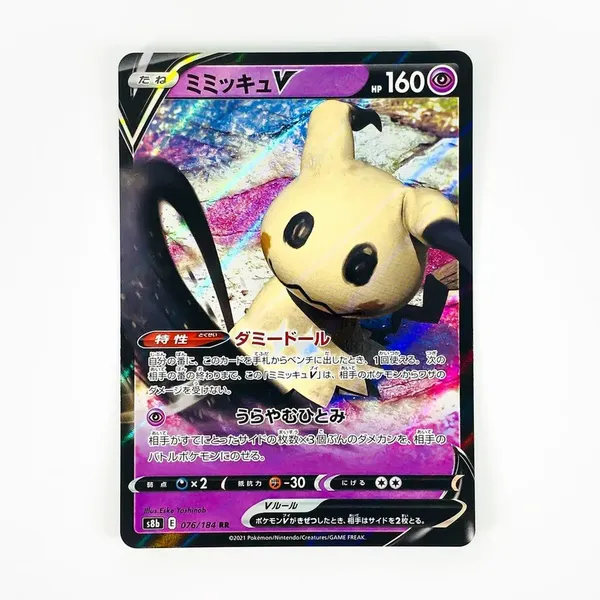 たね ミミッキュV HP 160
特性 とくせい ダミードール
自分の番に、このカードを手札からベンチに出したとき、1回使える。次の
相手の番の終わりまで、この「ミミッキュV」は、相手のポケモンからワザの
ダメージを受けない。
うらやむひとみ
相手がすでにとったサイドの枚数×3個ぶんのダメカンを、相手の
バトルポケモンにのせる。
弱点 ×2 抵抗力 -30 にげる
Illus. Eske Yoshinob
Vルール
ポケモンVがきぜつしたとき、相手はサイドを2枚とる。
s8b E 076/184 RR
©2021 Pokémon/Nintendo/Creatures/GAME FREAK.